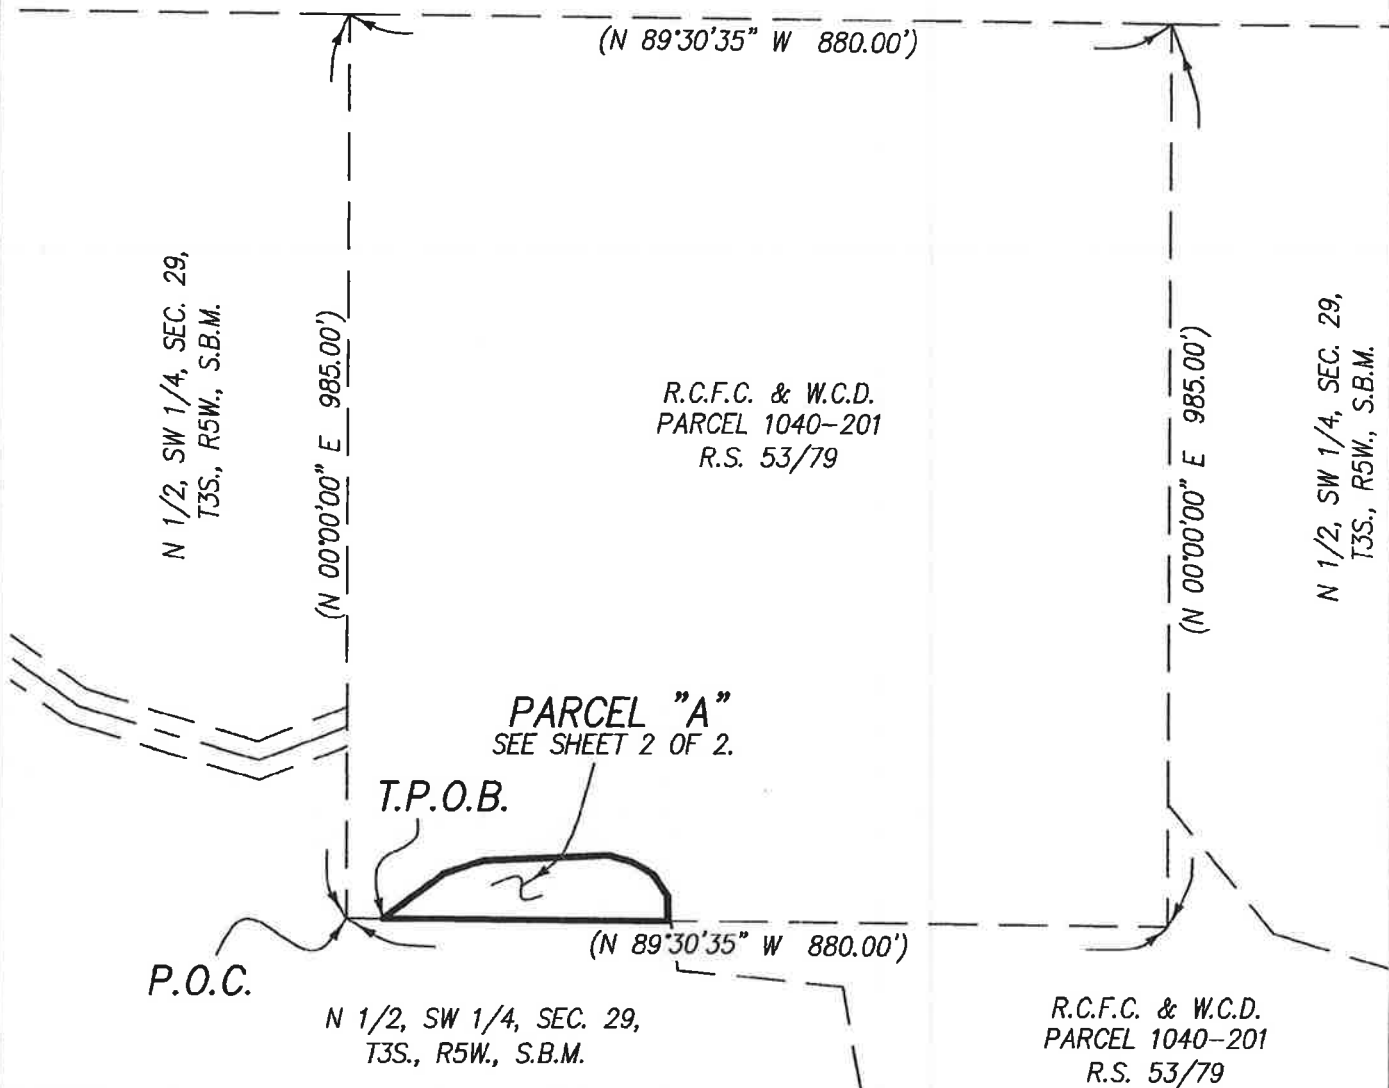 (N 89°30'35" W 880.00')
N 1/2, SW 1/4, SEC. 29,
T3S., R5W., S.B.M.
(N 00°00'00" E 985.00')
R.C.F.C. & W.C.D.
PARCEL 1040-201
R.S. 53/79
(N 00°00'00" E 985.00')
N 1/2, SW 1/4, SEC. 29,
T3S., R5W., S.B.M.
PARCEL "A"
SEE SHEET 2 OF 2.
T.P.O.B.
(N 89°30'35" W 880.00')
P.O.C.
N 1/2, SW 1/4, SEC. 29,
T3S., R5W., S.B.M.
R.C.F.C. & W.C.D.
PARCEL 1040-201
R.S. 53/79